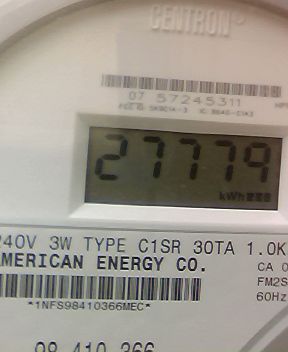 CENTRON
07 57245311
27779
kWh
240V 3W TYPE C1SR 30TA 1.0K
AMERICAN ENERGY CO.
CA 0
FM2S
60Hz
*1NFS98410366MEC*
98 410 366